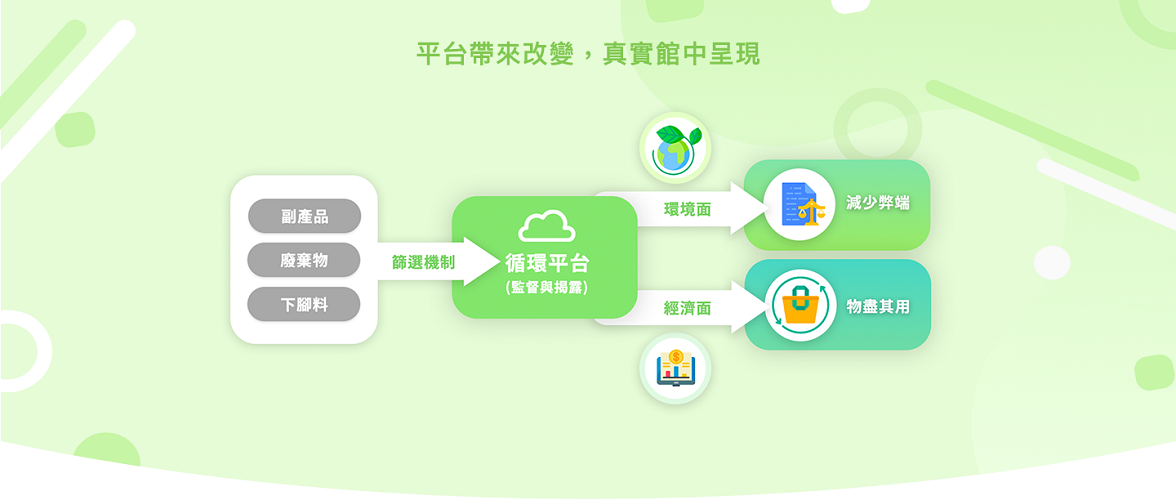 平台帶來改變，真實館中呈現
副產品
廢棄物
下腳料
篩選機制
循環平台
(監督與揭露)
環境面
減少弊端
經濟面
物盡其用